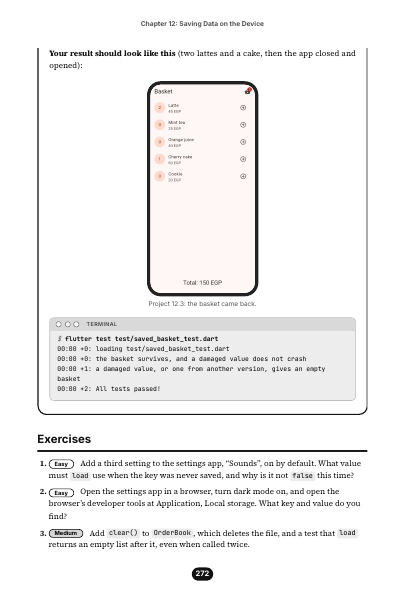 Chapter 12: Saving Data on the Device
Your result should look like this (two lattes and a cake, then the app closed and
opened):
Basket
2 Latte
45 EGP
0 Mint tea
25 EGP
0 Orange juice
40 EGP
1 Cherry cake
60 EGP
0 Cookie
20 EGP
Total: 150 EGP
Project 12.3: the basket came back.
TERMINAL
$ flutter test test/saved_basket_test.dart
00:00 +0: loading test/saved_basket_test.dart
00:00 +0: the basket survives, and a damaged value does not crash
00:00 +1: a damaged value, or one from another version, gives an empty
basket
00:00 +2: All tests passed!
Exercises
1. Easy Add a third setting to the settings app, “Sounds”, on by default. What value
must load use when the key was never saved, and why is it not false this time?
2. Easy Open the settings app in a browser, turn dark mode on, and open the
browser’s developer tools at Application, Local storage. What key and value do you
find?
3. Medium Add clear() to OrderBook, which deletes the file, and a test that load
returns an empty list after it, even when called twice.
272